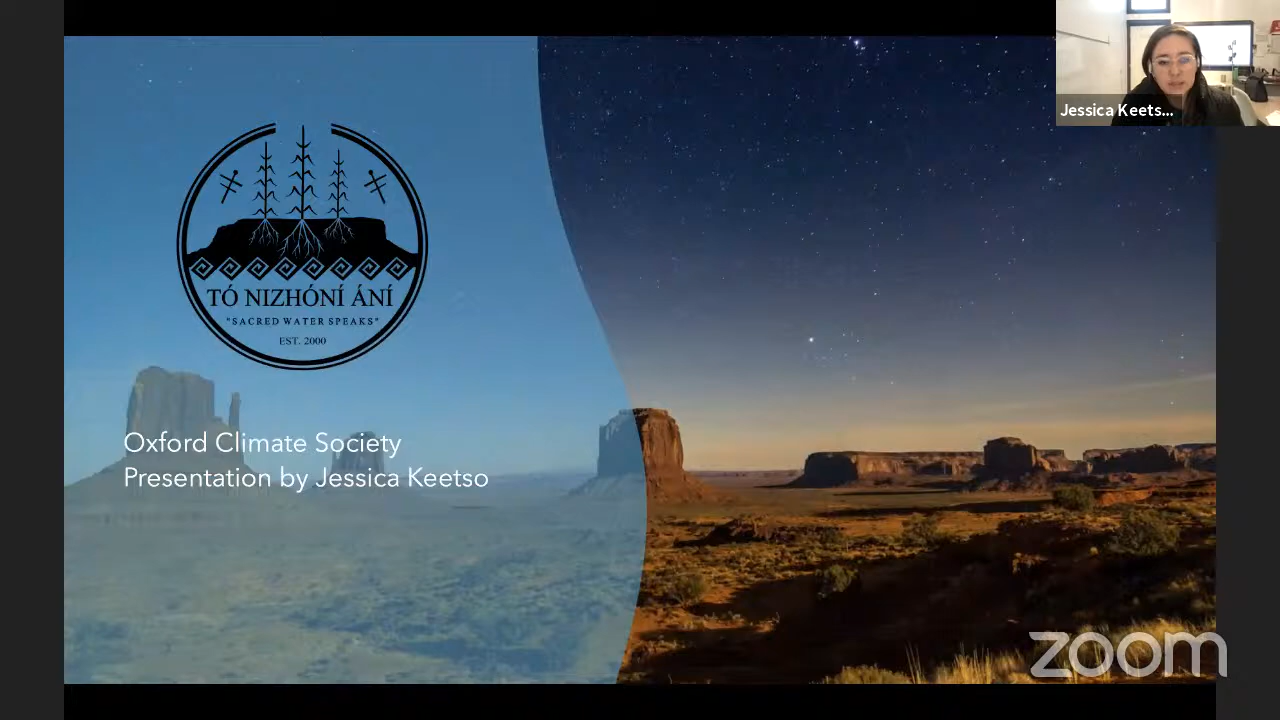 TÓ NIZHÓNÍ ÁNÍ
"SACRED WATER SPEAKS"
EST. 2000
Oxford Climate Society
Presentation by Jessica Keetso
Jessica Keets...
zoom